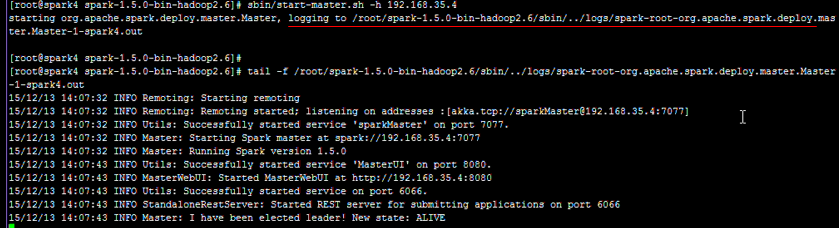 [root@spark4 spark-1.5.0-bin-hadoop2.6]# sbin/start-master.sh -h 192.168.35.4
starting org.apache.spark.deploy.master.Master, logging to /root/spark-1.5.0-bin-hadoop2.6/sbin/../logs/spark-root-org.apache.spark.deploy.mas
ter.Master-1-spark4.out
[root@spark4 spark-1.5.0-bin-hadoop2.6]#
[root@spark4 spark-1.5.0-bin-hadoop2.6]# tail -f /root/spark-1.5.0-bin-hadoop2.6/sbin/../logs/spark-root-org.apache.spark.deploy.master.Master
-1-spark4.out
15/12/13 14:07:32 INFO Remoting: Starting remoting
15/12/13 14:07:32 INFO Remoting: Remoting started; listening on addresses :[akka.tcp://sparkMaster@192.168.35.4:7077]
15/12/13 14:07:32 INFO Utils: Successfully started service 'sparkMaster' on port 7077.
15/12/13 14:07:32 INFO Master: Starting Spark master at spark://192.168.35.4:7077
15/12/13 14:07:32 INFO Master: Running Spark version 1.5.0
15/12/13 14:07:43 INFO Utils: Successfully started service 'MasterUI' on port 8080.
15/12/13 14:07:43 INFO MasterWebUI: Started MasterWebUI at http://192.168.35.4:8080
15/12/13 14:07:43 INFO Utils: Successfully started service on port 6066.
15/12/13 14:07:43 INFO StandaloneRestServer: Started REST server for submitting applications on port 6066
15/12/13 14:07:43 INFO Master: I have been elected leader! New state: ALIVE